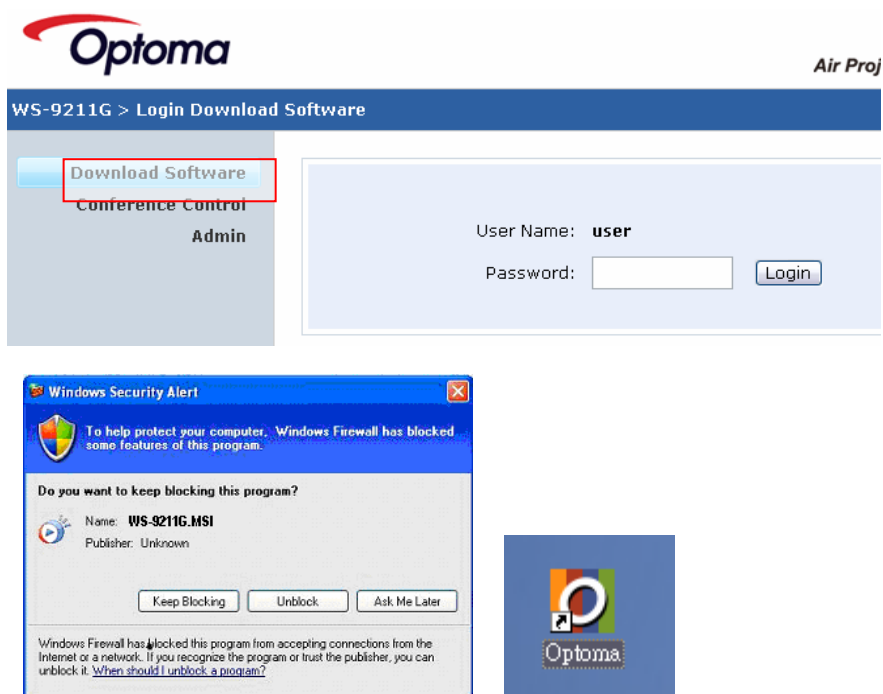 Optoma
Air Proj
WS-9211G > Login Download Software
Download Software
Conference Control
Admin
User Name: user
Password:
Login
Windows Security Alert
To help protect your computer, Windows Firewall has blocked
some features of this program.
Do you want to keep blocking this program?
Name: WS-9211G.MSI
Publisher: Unknown
Keep Blocking
Unblock
Ask Me Later
Windows Firewall has blocked this program from accepting connections from the
Internet or a network. If you recognize the program or trust the publisher, you can
unblock it. When should I unblock a program?
Optoma